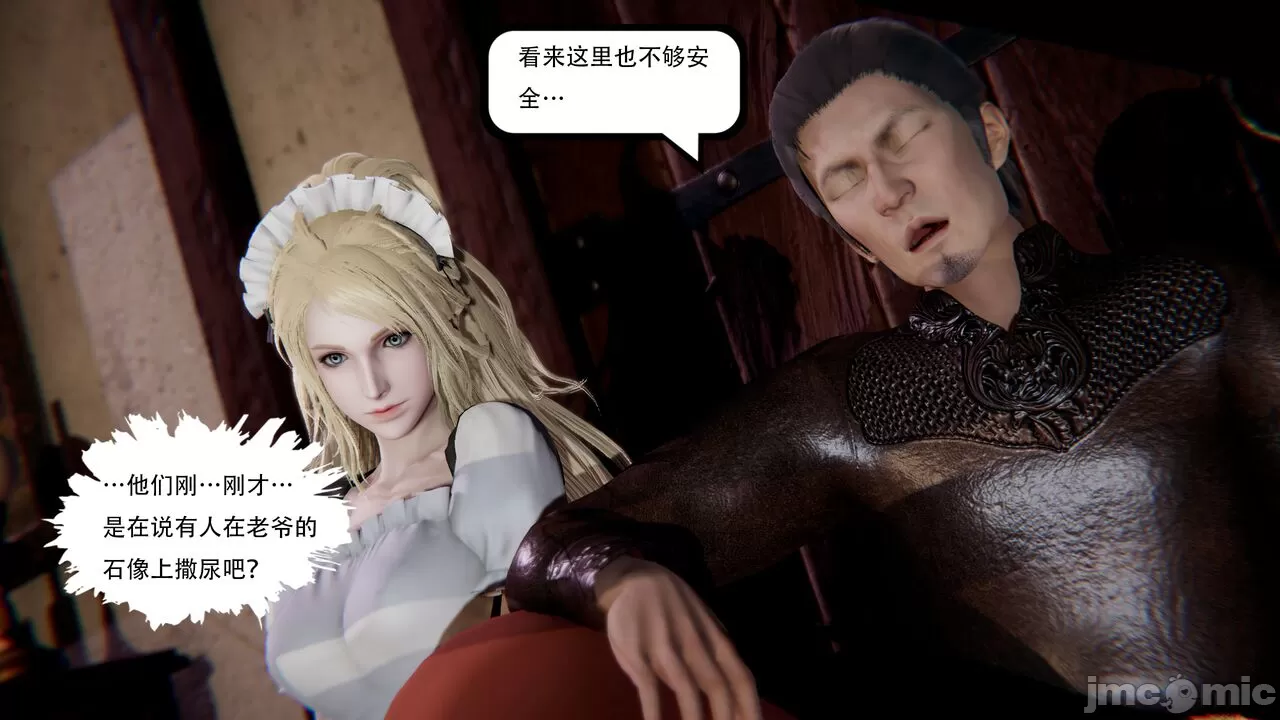 看来这里也不够安
全…
…他们刚…刚才…
是在说有人在老爷的
石像上撒尿吧？
jmcomic